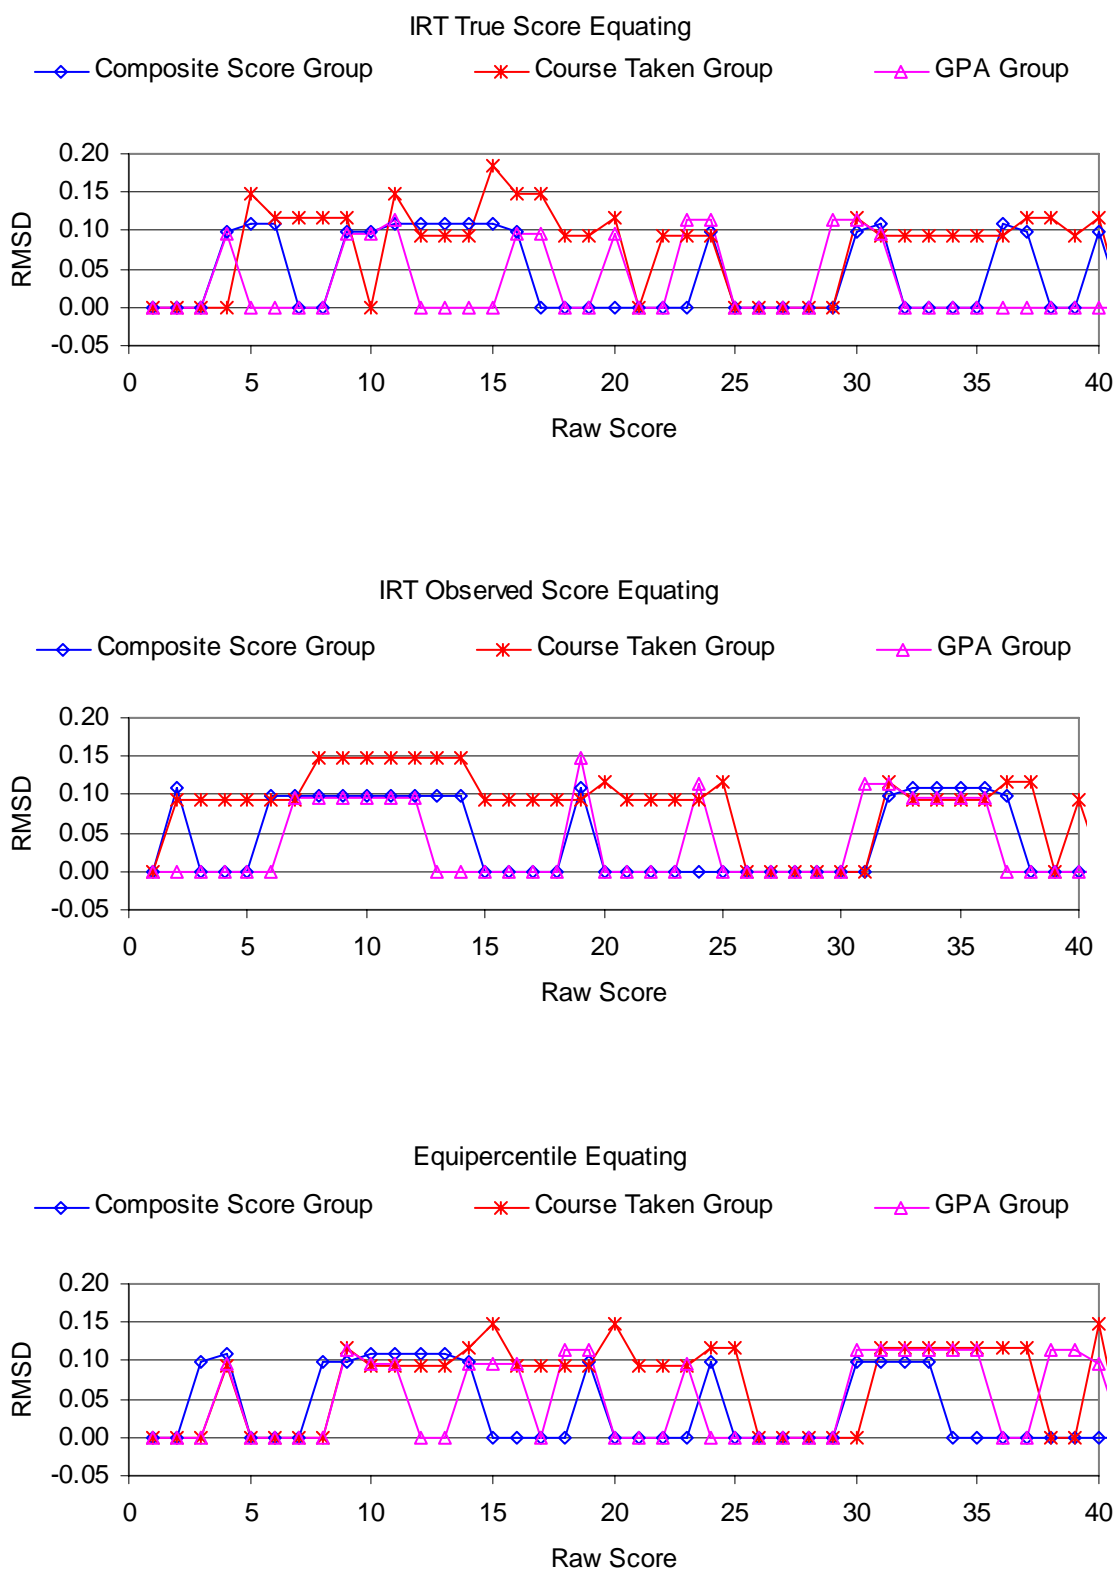 IRT True Score Equating
Composite Score Group Course Taken Group GPA Group
0.20
0.15
0.10
0.05
0.00
-0.05
RMSD
0 5 10 15 20 25 30 35 40
Raw Score
IRT Observed Score Equating
Composite Score Group Course Taken Group GPA Group
0.20
0.15
0.10
0.05
0.00
-0.05
RMSD
0 5 10 15 20 25 30 35 40
Raw Score
Equipercentile Equating
Composite Score Group Course Taken Group GPA Group
0.20
0.15
0.10
0.05
0.00
-0.05
RMSD
0 5 10 15 20 25 30 35 40
Raw Score